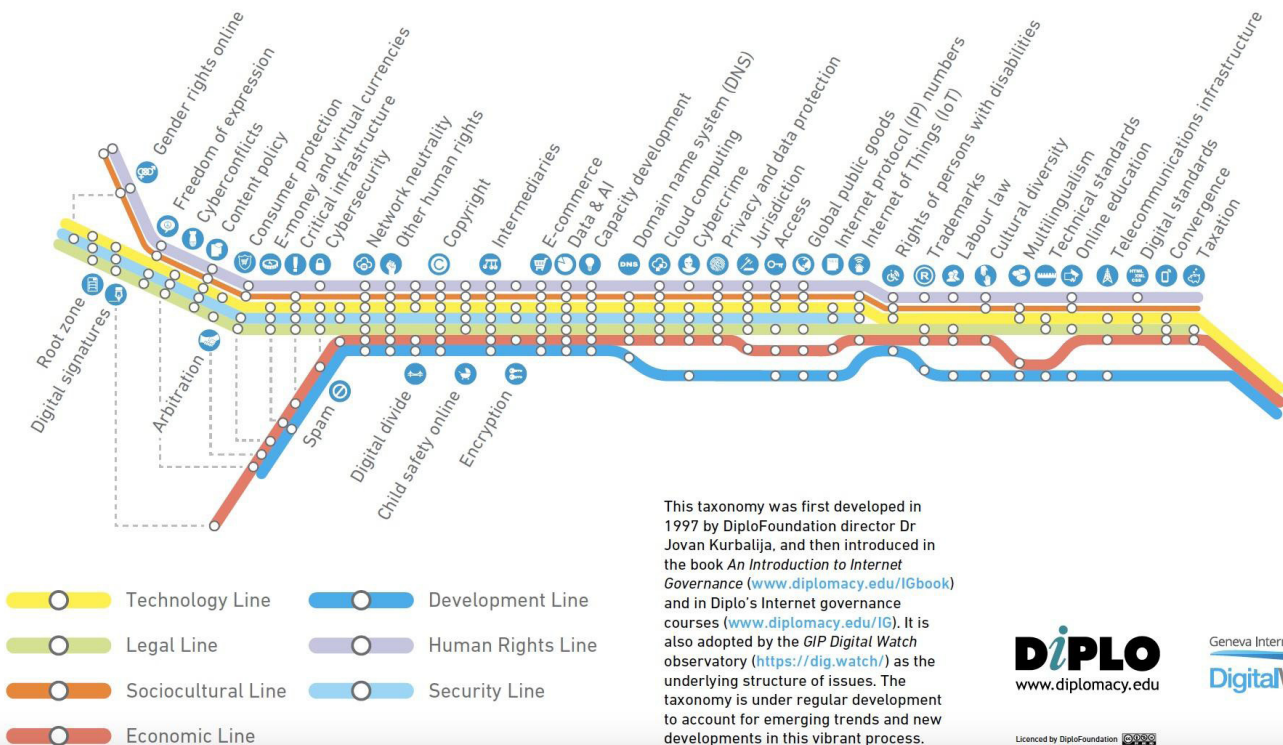 Gender rights online
Freedom of expression
Cyberconflicts
Content policy
Consumer protection
E-money and virtual currencies
Critical infrastructure
Cybersecurity
Network neutrality
Other human rights
Copyright
Intermediaries
E-commerce
Data & AI
Capacity development
Domain name system (DNS)
Cloud computing
Cybercrime
Privacy and data protection
Jurisdiction
Access
Global public goods
Internet protocol (IP) numbers
Internet of Things (IoT)
Rights of persons with disabilities
Trademarks
Labour law
Cultural diversity
Multilingualism
Technical standards
Online education
Telecommunications infrastructure
Digital standards
Convergence
Taxation
DNS
Root zone
Digital signatures
Arbitration
Spam
Digital divide
Child safety online
Encryption
Technology Line
Legal Line
Sociocultural Line
Economic Line
Development Line
Human Rights Line
Security Line
This taxonomy was first developed in
1997 by DiploFoundation director Dr
Jovan Kurbalija, and then introduced in
the book An Introduction to Internet
Governance (www.diplomacy.edu/IGbook)
and in Diplo's Internet governance
courses (www.diplomacy.edu/IG). It is
also adopted by the GIP Digital Watch
observatory (https://dig.watch/) as the
underlying structure of issues. The
taxonomy is under regular development
to account for emerging trends and new
developments in this vibrant process.
DiPLO
www.diplomacy.edu
Geneva Intern
Digital
Licenced by DiploFoundation